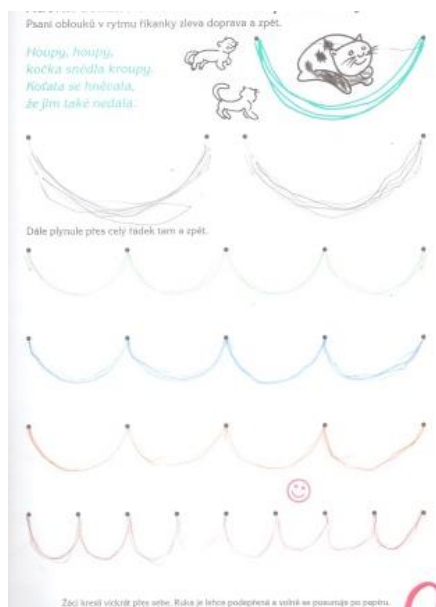 Psaní oblouků v rytmu říkanky zleva doprava a zpět.
Houpy, houpy,
kočka snědla kroupy.
Koťata se hněvala,
že jim také nedala.
Dále plynule přes celý řádek tam a zpět.
Žáci kreslí víckrát přes sebe. Ruka je lehce podepřená a volně se posunuje po papíru.